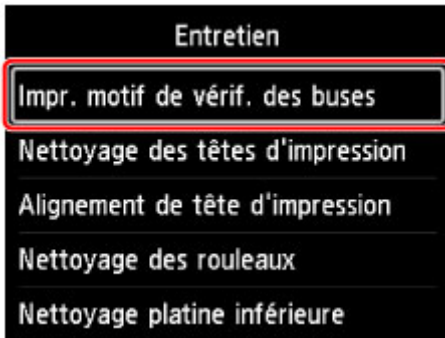 Entretien
Impr. motif de vérif. des buses
Nettoyage des têtes d'impression
Alignement de tête d'impression
Nettoyage des rouleaux
Nettoyage platine inférieure